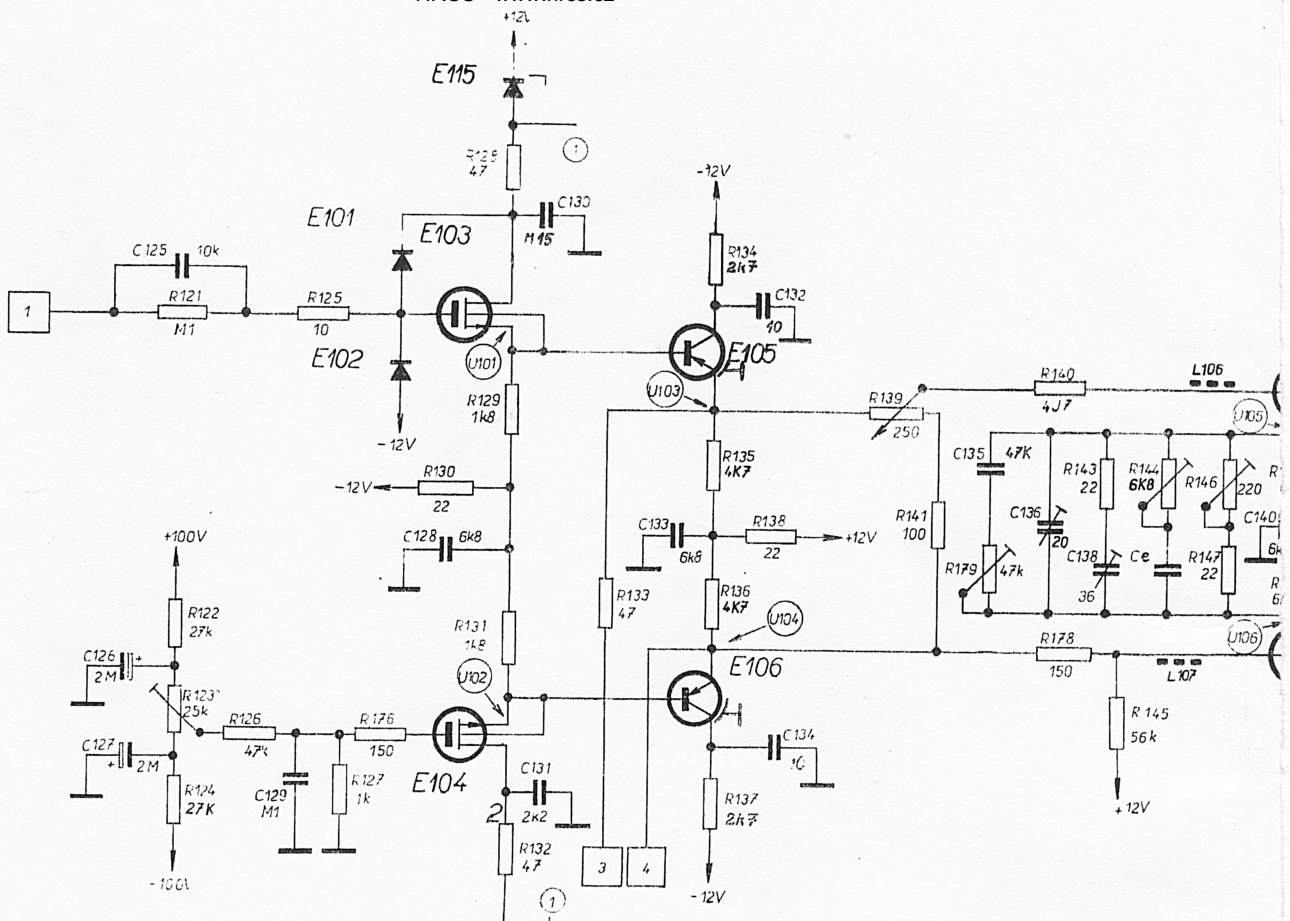 +12V
E115
1
R128
47
-12V
C130
M15
E101
E103
C125
10k
R134
2k7
1
R121
M1
R125
10
C132
10
E102
U101
E105
L106
R140
4J7
U103
R139
250
U105
R129
1k8
-12V
C135
47K
R135
4K7
R143
22
R144
6K8
R146
220
-12V
R130
22
R141
100
C136
20
C140
+100V
C128
6k8
C133
6k8
R138
22
+12V
C138
36
Ce
R147
22
R179
47k
R133
47
R136
4K7
R122
27k
R131
1k8
U104
U106
R178
150
C126
2M
+
U102
E106
L107
R123
25k
R126
47k
R176
150
R145
56k
C127
+
2M
C134
10
R124
27K
C129
M1
R127
1k
E104
C131
2k2
R137
2k7
2
+12V
R132
47
3
4
-100V
-12V
1